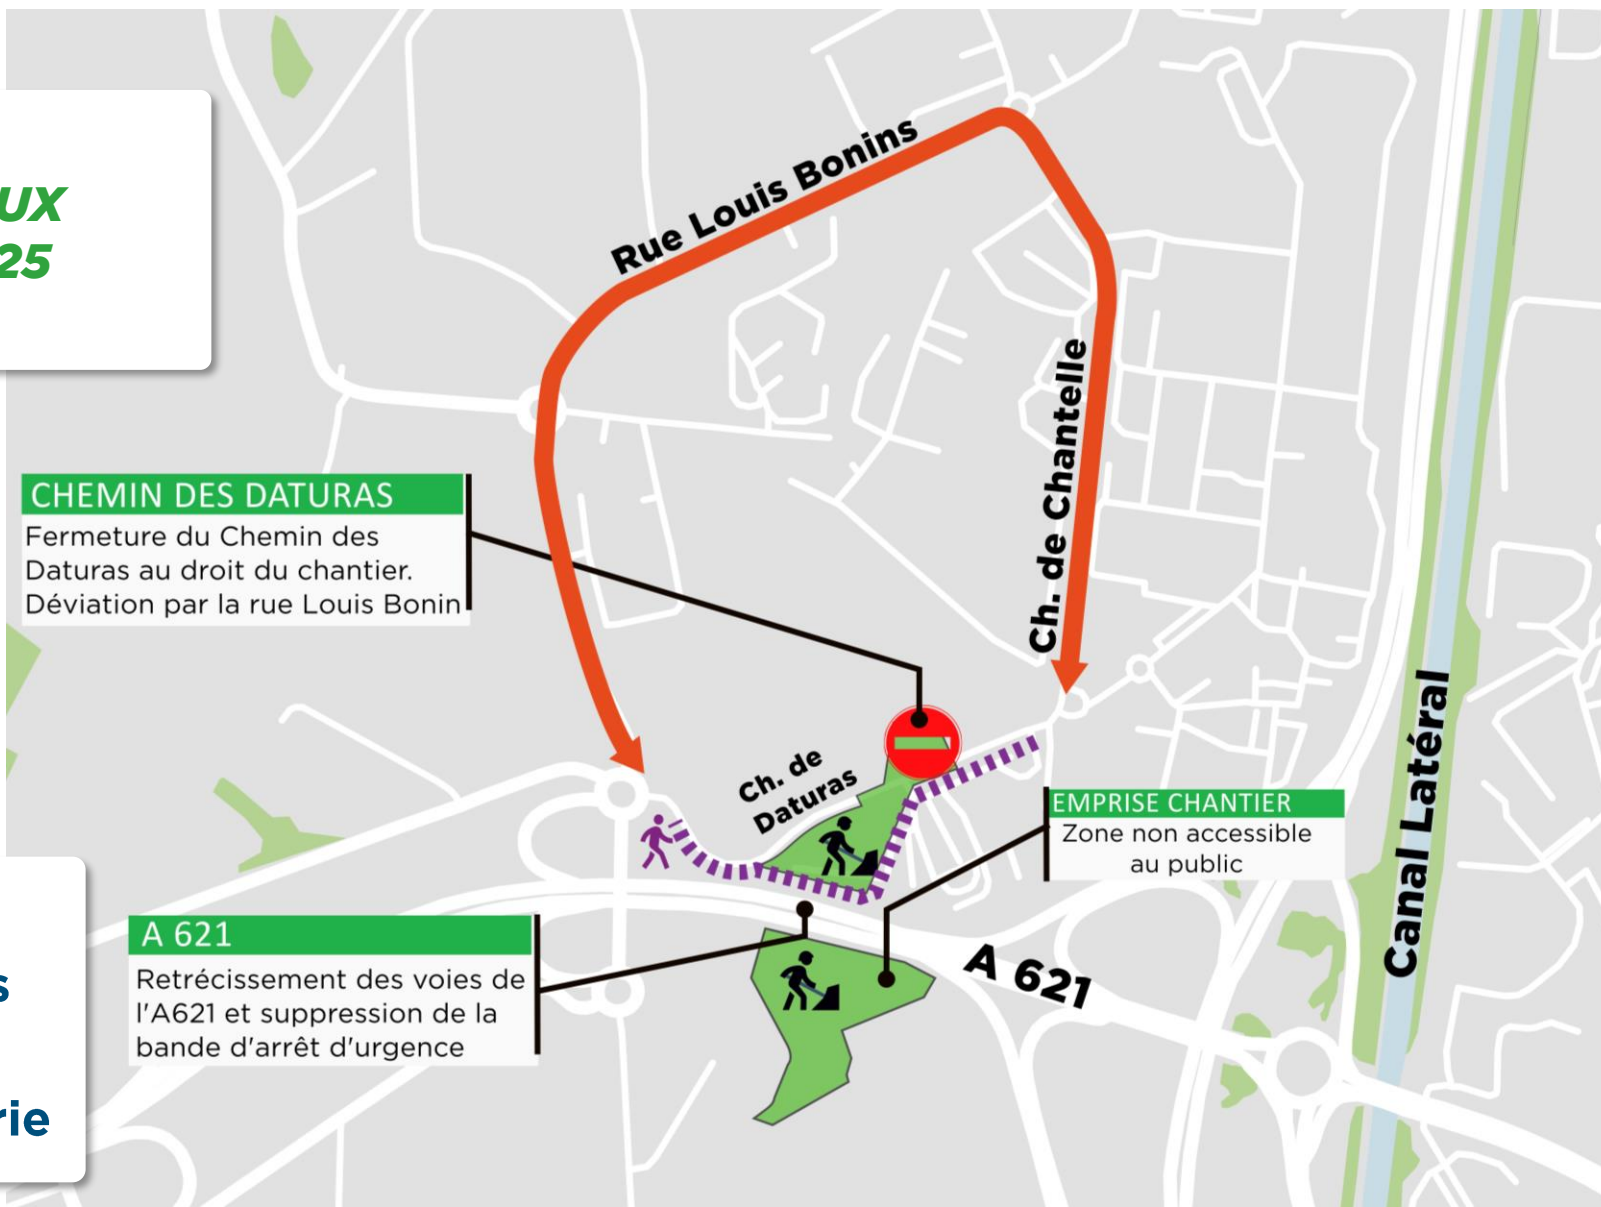 UX
25
Rue Louis Bonins
Ch. de Chantelle
CHEMIN DES DATURAS
Fermeture du Chemin des
Daturas au droit du chantier.
Déviation par la rue Louis Bonin
Ch. de
Daturas
EMPRISE CHANTIER
Zone non accessible
au public
Canal Latéral
A 621
Retrécissement des voies de
l'A621 et suppression de la
bande d'arrêt d'urgence
A 621
s
rie